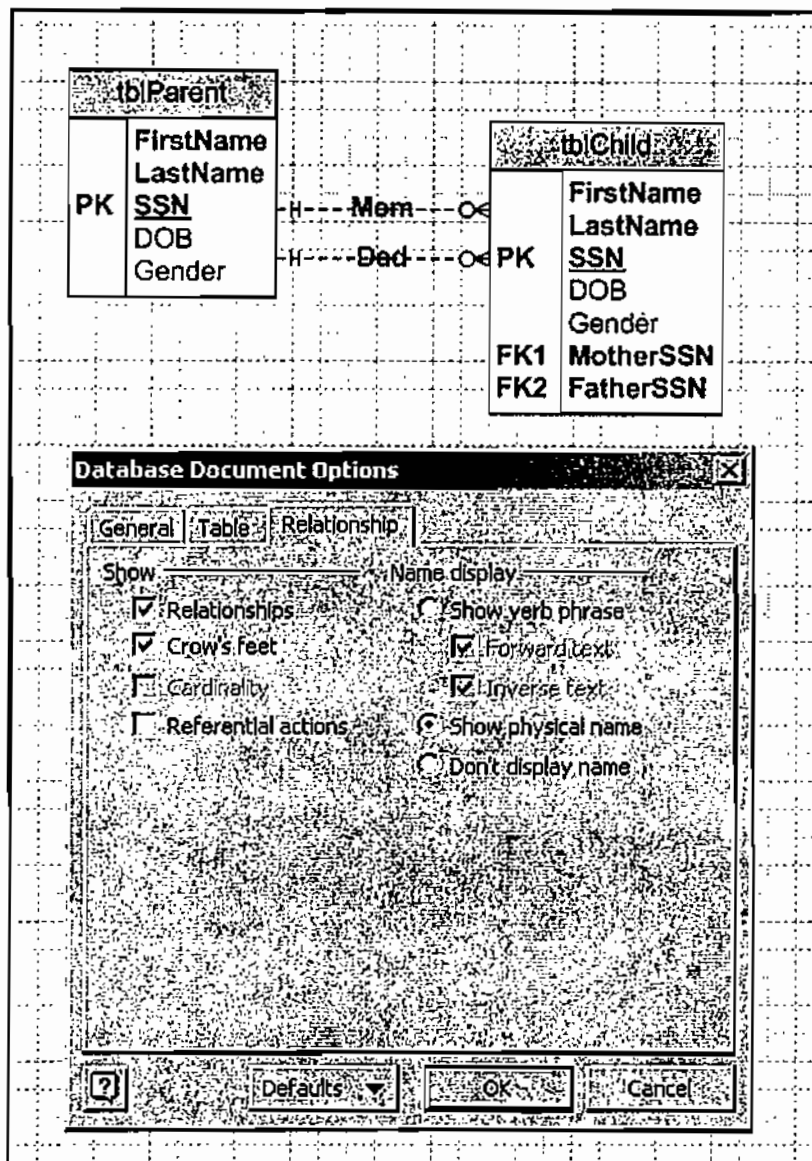 tblParent
FirstName
LastName
PK SSN
DOB
Gender
Mom
Dad
tblChild
FirstName
LastName
PK SSN
DOB
Gender
FK1 MotherSSN
FK2 FatherSSN
Database Document Options
General Table Relationship
Show Name display
Relationships Show verb phrase
Crow's feet Forward text
Cardinality Inverse text
Referential actions Show physical name
Don't display name
? Defaults OK Cancel